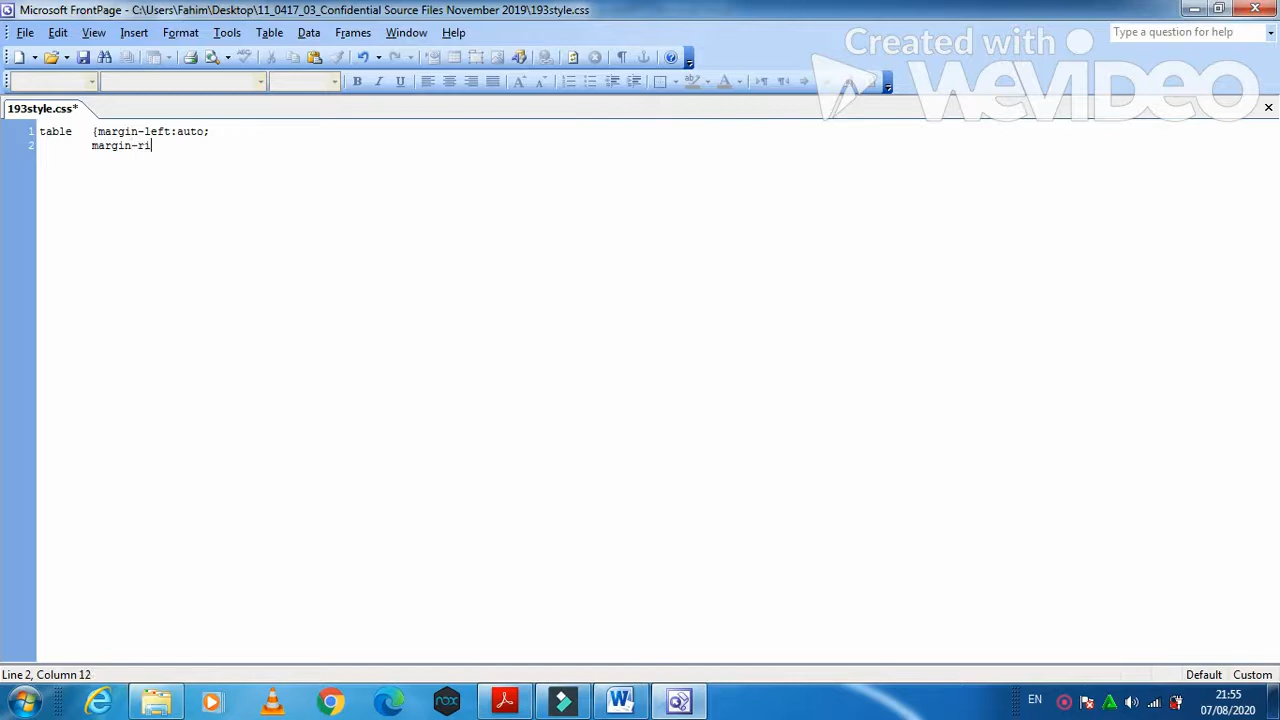 Microsoft FrontPage - C:\Users\Fahim\Desktop\11_0417_03_Confidential Source Files November 2019\193style.css
File Edit View Insert Format Tools Table Data Frames Window Help
Type a question for help
Created with
WEVIDEO
193style.css*
1 table {margin-left:auto;
2 margin-ri
Line 2, Column 12
Default Custom
EN
21:55
07/08/2020